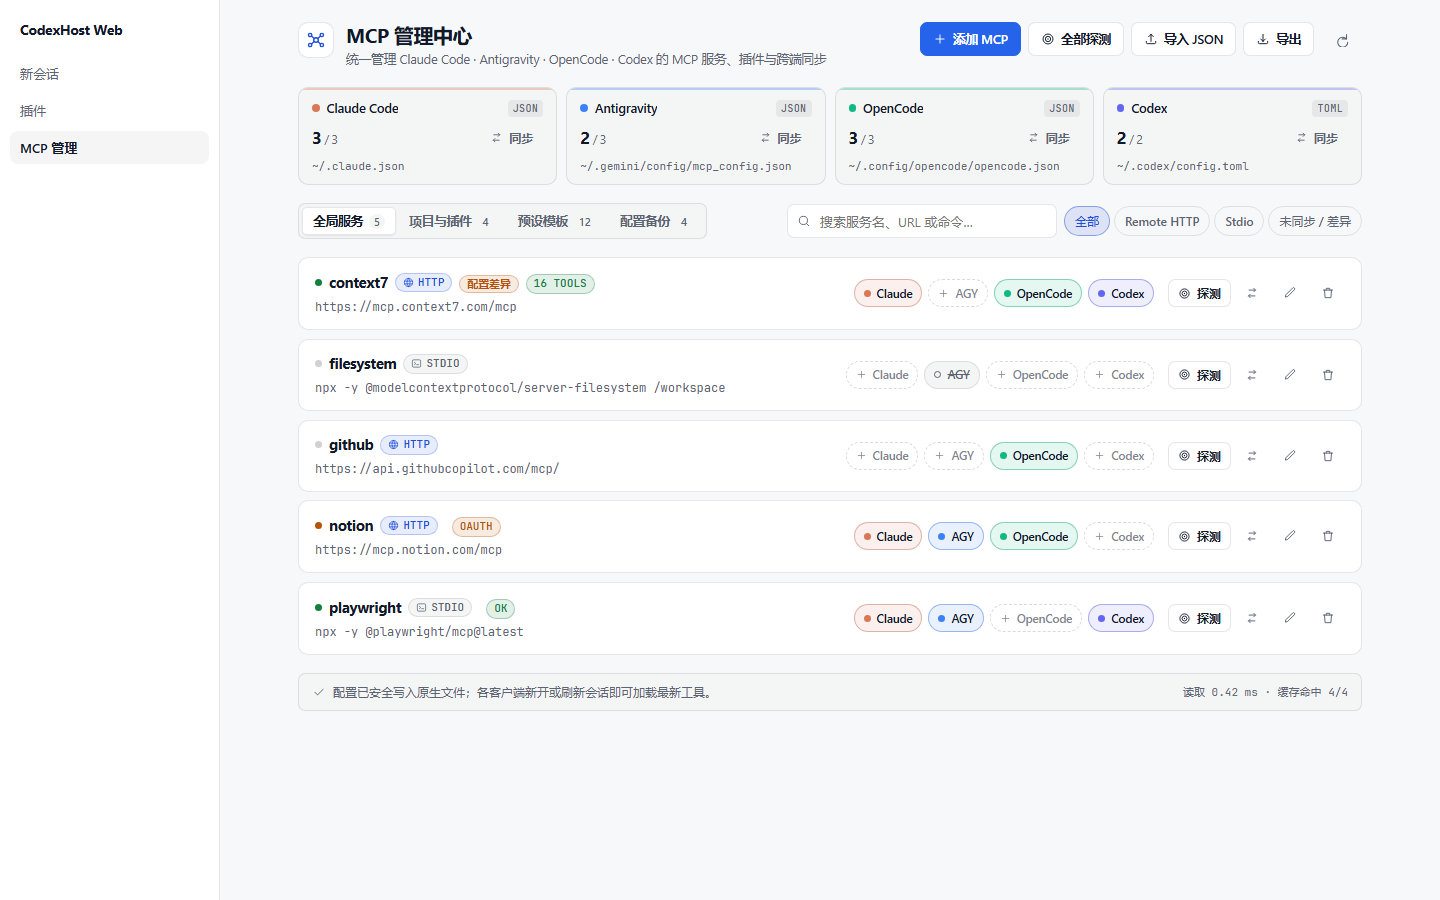 CodexHost Web
新会话
插件
MCP 管理
MCP 管理中心
统一管理 Claude Code · Antigravity · OpenCode · Codex 的 MCP 服务、插件与跨端同步
添加 MCP
全部探测
导入 JSON
导出
Claude Code JSON
3 / 3 同步
~/.claude.json
Antigravity JSON
2 / 3 同步
~/.gemini/config/mcp_config.json
OpenCode JSON
3 / 3 同步
~/.config/opencode/opencode.json
Codex TOML
2 / 2 同步
~/.codex/config.toml
全局服务 5 项目与插件 4 预设模板 12 配置备份 4
搜索服务名、URL 或命令...
全部 Remote HTTP Stdio 未同步 / 差异
context7 HTTP 配置差异 16 TOOLS
https://mcp.context7.com/mcp
Claude + AGY OpenCode Codex 探测
filesystem STDIO
npx -y @modelcontextprotocol/server-filesystem /workspace
+ Claude AGY + OpenCode + Codex 探测
github HTTP
https://api.githubcopilot.com/mcp/
+ Claude + AGY OpenCode + Codex 探测
notion HTTP OAUTH
https://mcp.notion.com/mcp
Claude AGY OpenCode + Codex 探测
playwright STDIO OK
npx -y @playwright/mcp@latest
Claude AGY + OpenCode Codex 探测
配置已安全写入原生文件；各客户端新开或刷新会话即可加载最新工具。
读取 0.42 ms · 缓存命中 4/4